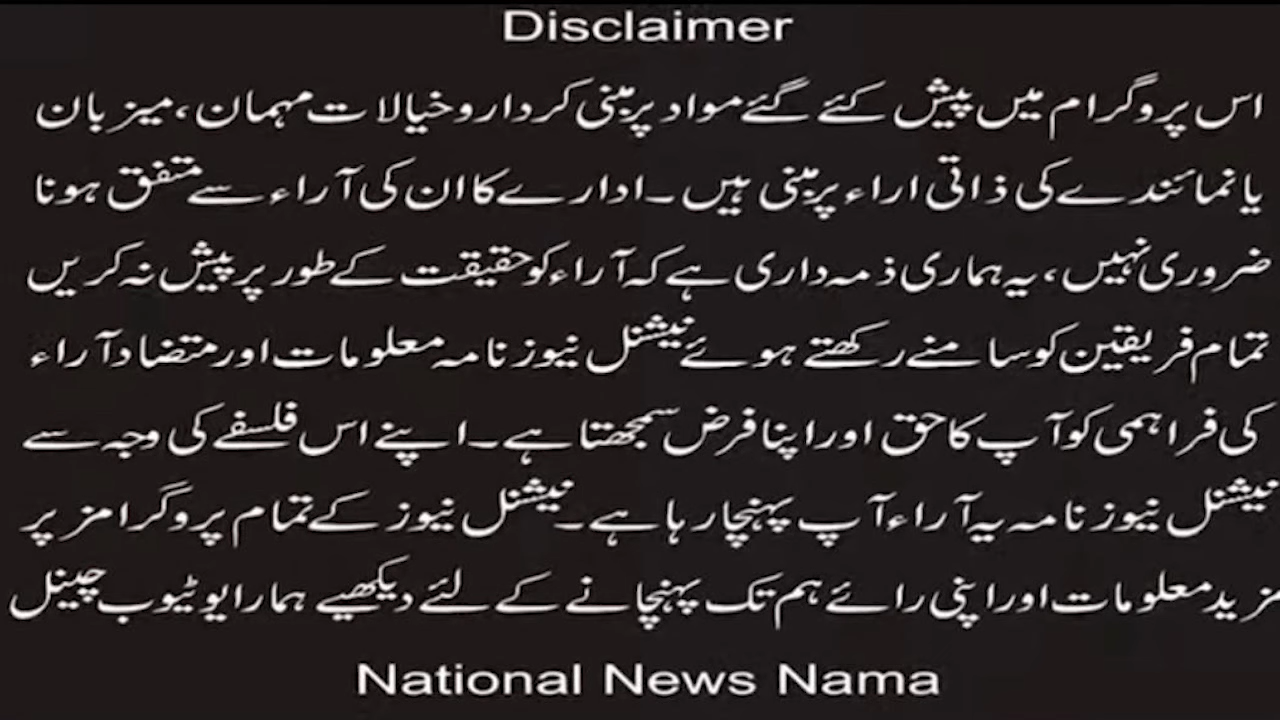 Disclaimer
اس پروگرام میں پیش کئے گئے مواد پر مبنی کردار و خیالات مہمان، میزبان
یا نمائندے کی ذاتی اراء پر مبنی ہیں۔ ادارے کا ان کی آراء سے متفق ہونا
ضروری نہیں، یہ ہماری ذمہ داری ہے کہ آراء کو حقیقت کے طور پر پیش نہ کریں
تمام فریقین کو سامنے رکھتے ہوئے نیشنل نیوز نامہ معلومات اور متضاد آراء
کی فراہمی کو آپ کا حق اور اپنا فرض سمجھتا ہے۔ اپنے اس فلسفے کی وجہ سے
نیشنل نیوز نامہ یہ آراء آپ پہنچا رہا ہے۔ نیشنل نیوز کے تمام پروگرامز پر
مزید معلومات اور اپنی رائے ہم تک پہنچانے کے لئے دیکھیے ہمارا یوٹیوب چینل
National News Nama